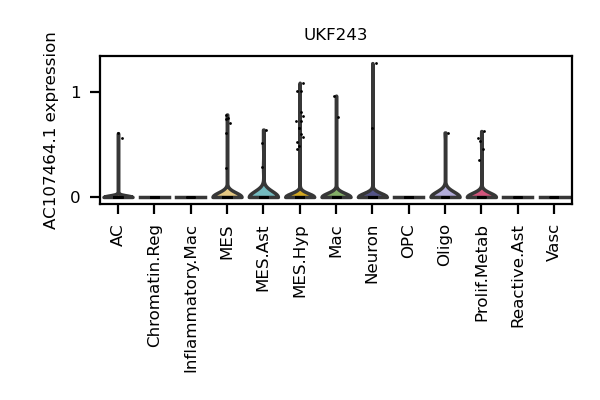 UKF243
AC107464.1 expression
1
0
AC
Chromatin.Reg
Inflammatory.Mac
MES
MES.Ast
MES.Hyp
Mac
Neuron
OPC
Oligo
Prolif.Metab
Reactive.Ast
Vasc